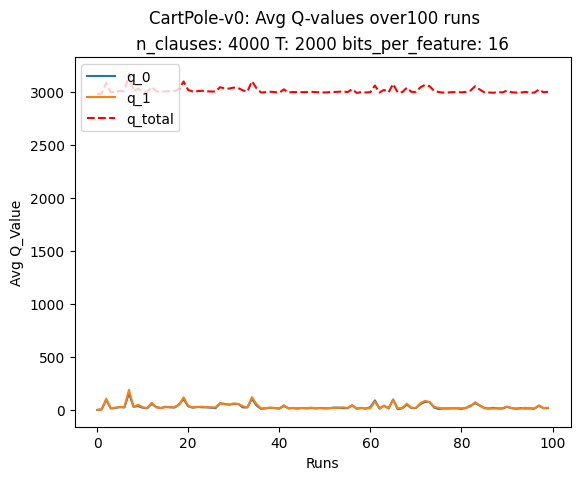 CartPole-v0: Avg Q-values over100 runs
n_clauses: 4000 T: 2000 bits_per_feature: 16
q_0
q_1
q_total
3000
2500
2000
1500
1000
500
0
Avg Q_Value
0 20 40 60 80 100
Runs